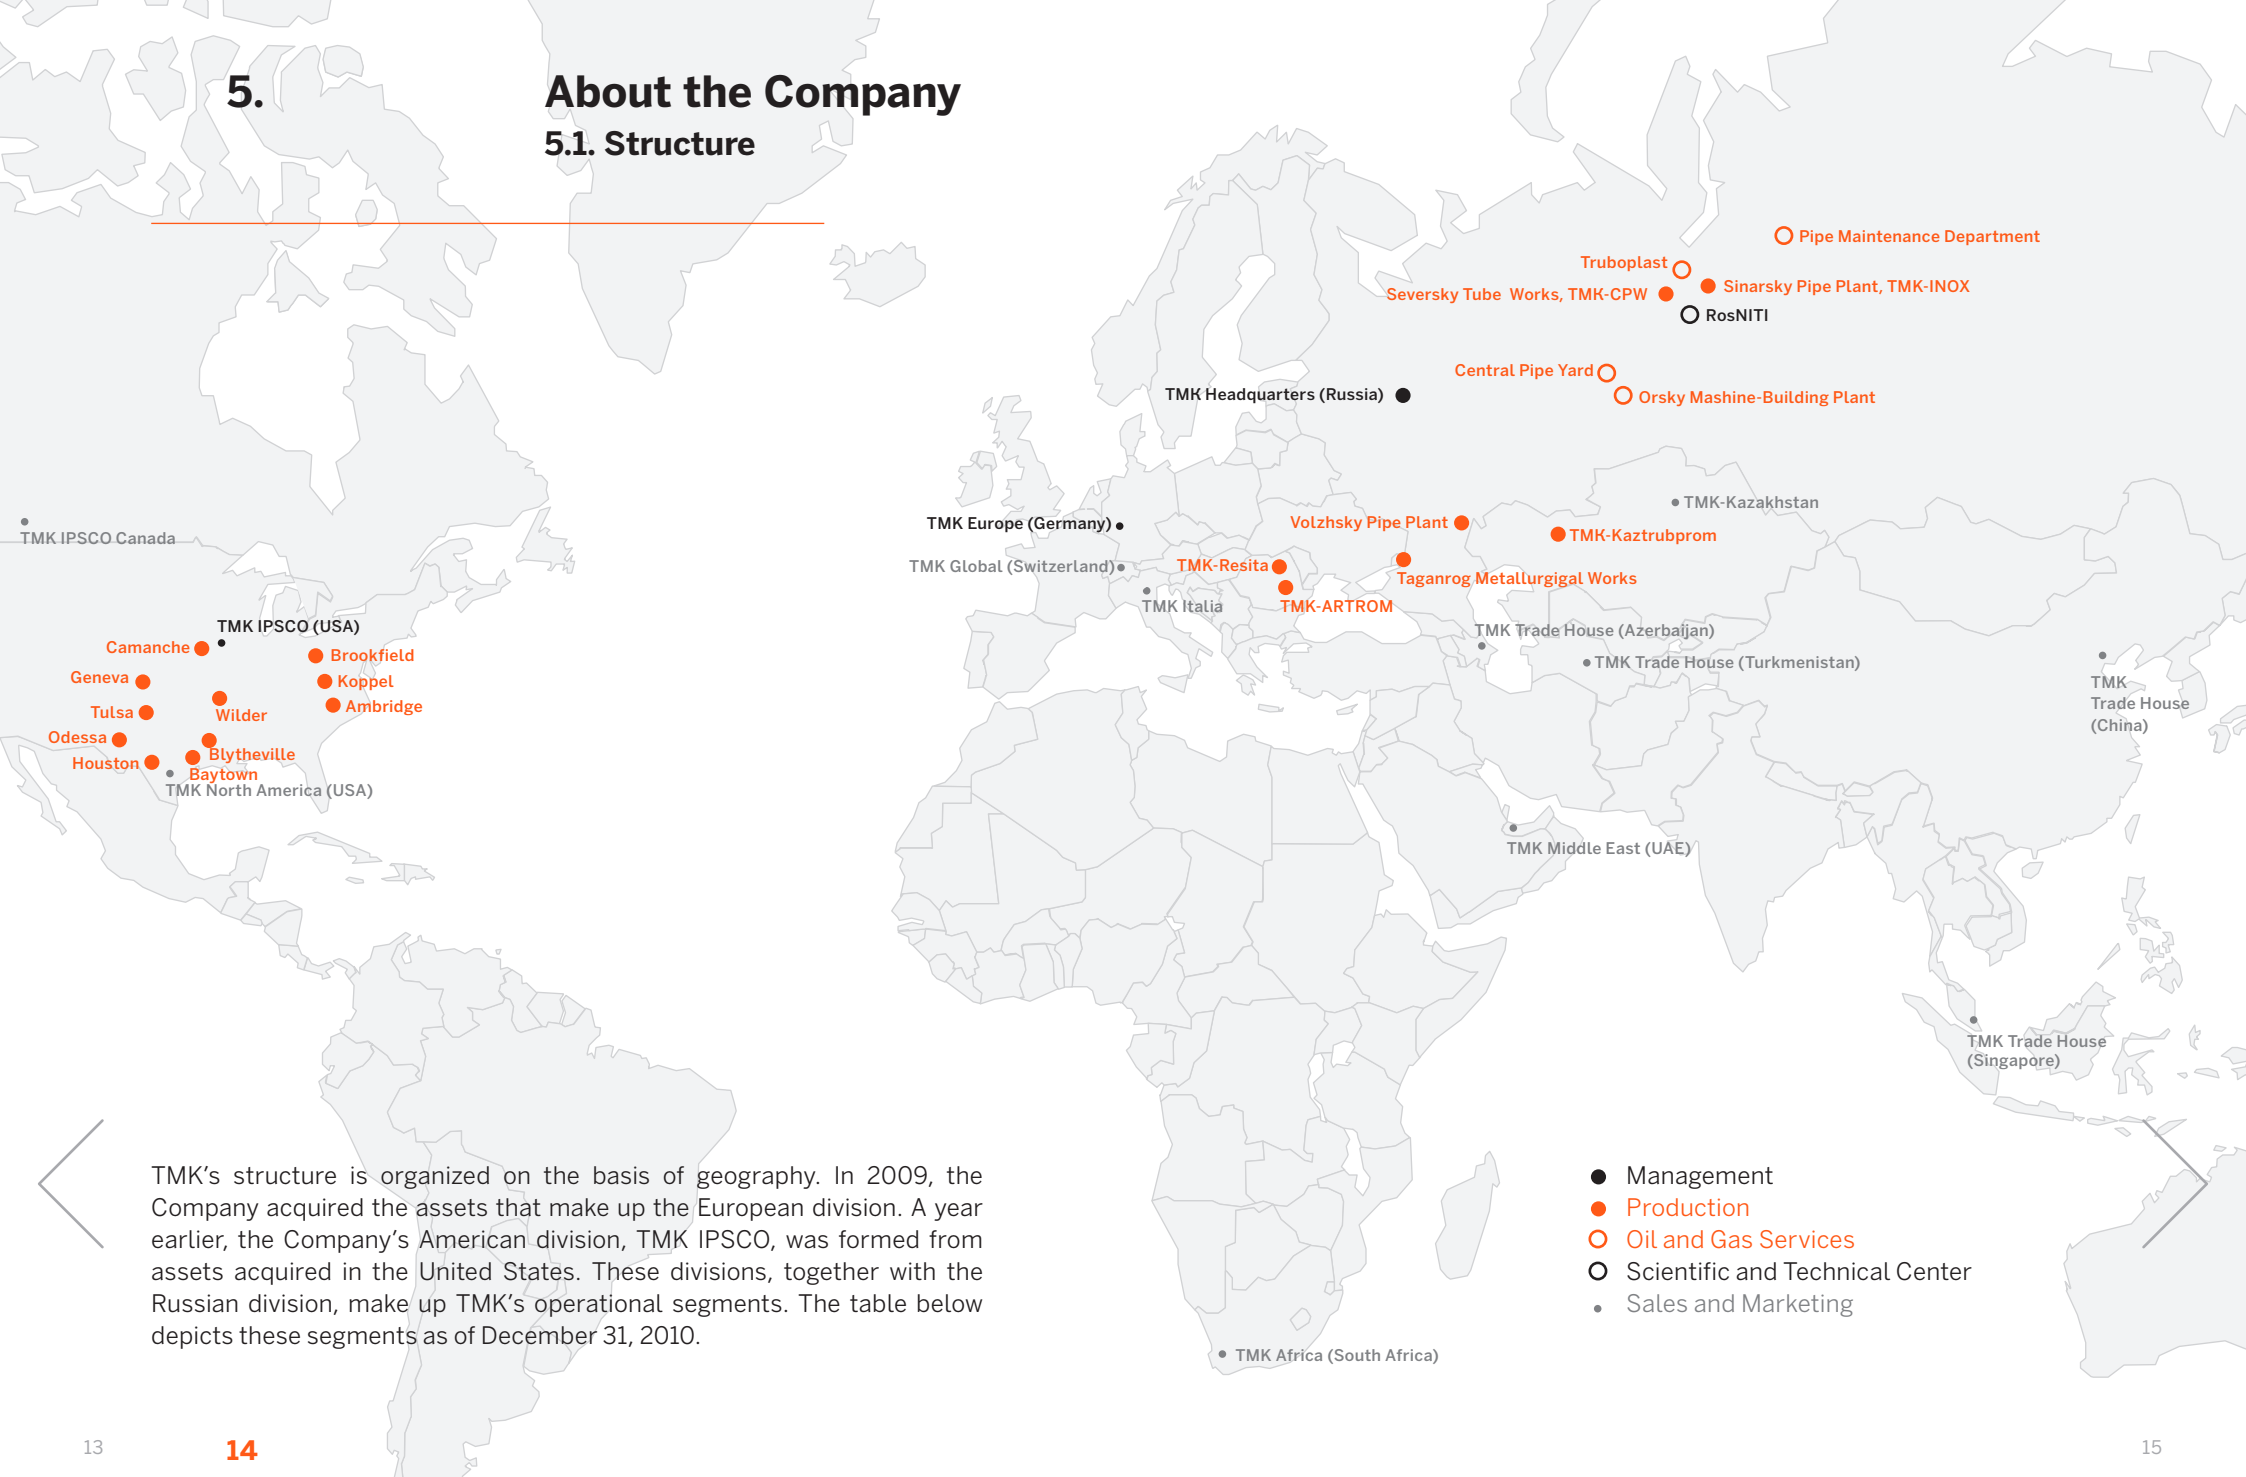 5.
About the Company
5.1. Structure
Pipe Maintenance Department
Truboplast
Sinarsky Pipe Plant, TMK-INOX
Seversky Tube Works, TMK-CPW
RosNITI
Central Pipe Yard
Orsky Mashine-Building Plant
TMK Headquarters (Russia)
TMK-Kazakhstan
TMK Europe (Germany)
Volzhsky Pipe Plant
TMK-Kaztrubprom
TMK IPSCO Canada
TMK Global (Switzerland)
TMK-Resita
Taganrog Metallurgigal Works
TMK Italia
TMK-ARTROM
TMK IPSCO (USA)
TMK Trade House (Azerbaijan)
Camanche
Brookfield
TMK Trade House (Turkmenistan)
Geneva
Koppel
TMK
Trade House
(China)
Tulsa
Wilder
Ambridge
Odessa
Blytheville
Houston
Baytown
TMK North America (USA)
TMK Middle East (UAE)
TMK Trade House
(Singapore)
TMK’s structure is organized on the basis of geography. In 2009, the
Company acquired the assets that make up the European division. A year
earlier, the Company’s American division, TMK IPSCO, was formed from
assets acquired in the United States. These divisions, together with the
Russian division, make up TMK’s operational segments. The table below
depicts these segments as of December 31, 2010.
Management
Production
Oil and Gas Services
Scientific and Technical Center
Sales and Marketing
TMK Africa (South Africa)
13
14
15